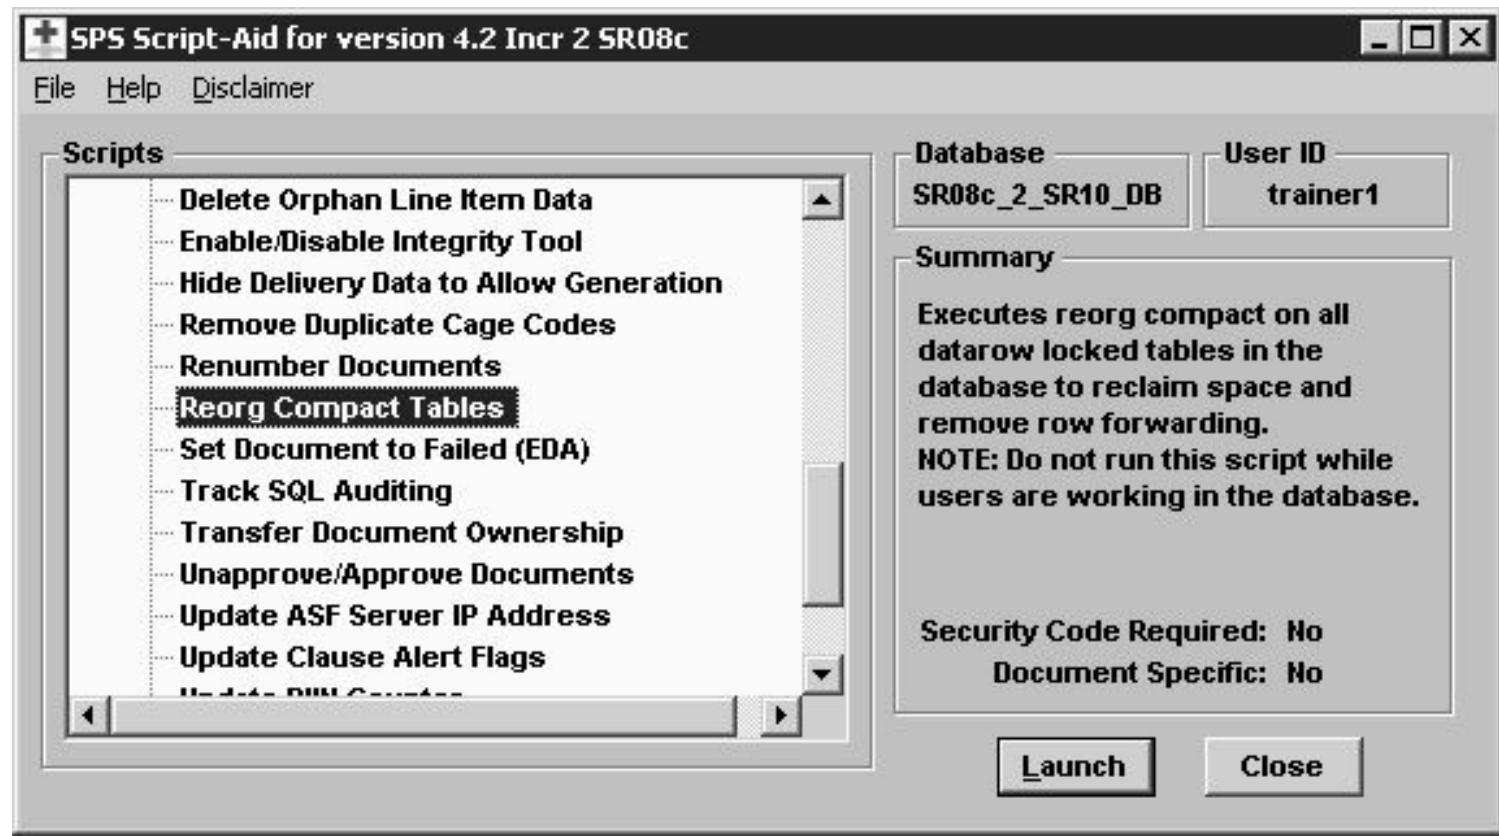 SPS Script-Aid for version 4.2 Incr 2 SR08c
File Help Disclaimer
Scripts
Delete Orphan Line Item Data
Enable/Disable Integrity Tool
Hide Delivery Data to Allow Generation
Remove Duplicate Cage Codes
Renumber Documents
Reorg Compact Tables
Set Document to Failed (EDA)
Track SQL Auditing
Transfer Document Ownership
Unapprove/Approve Documents
Update ASF Server IP Address
Update Clause Alert Flags
Database
SR08c_2_SR10_DB
User ID
trainer1
Summary
Executes reorg compact on all
datarow locked tables in the
database to reclaim space and
remove row forwarding.
NOTE: Do not run this script while
users are working in the database.
Security Code Required: No
Document Specific: No
Launch
Close